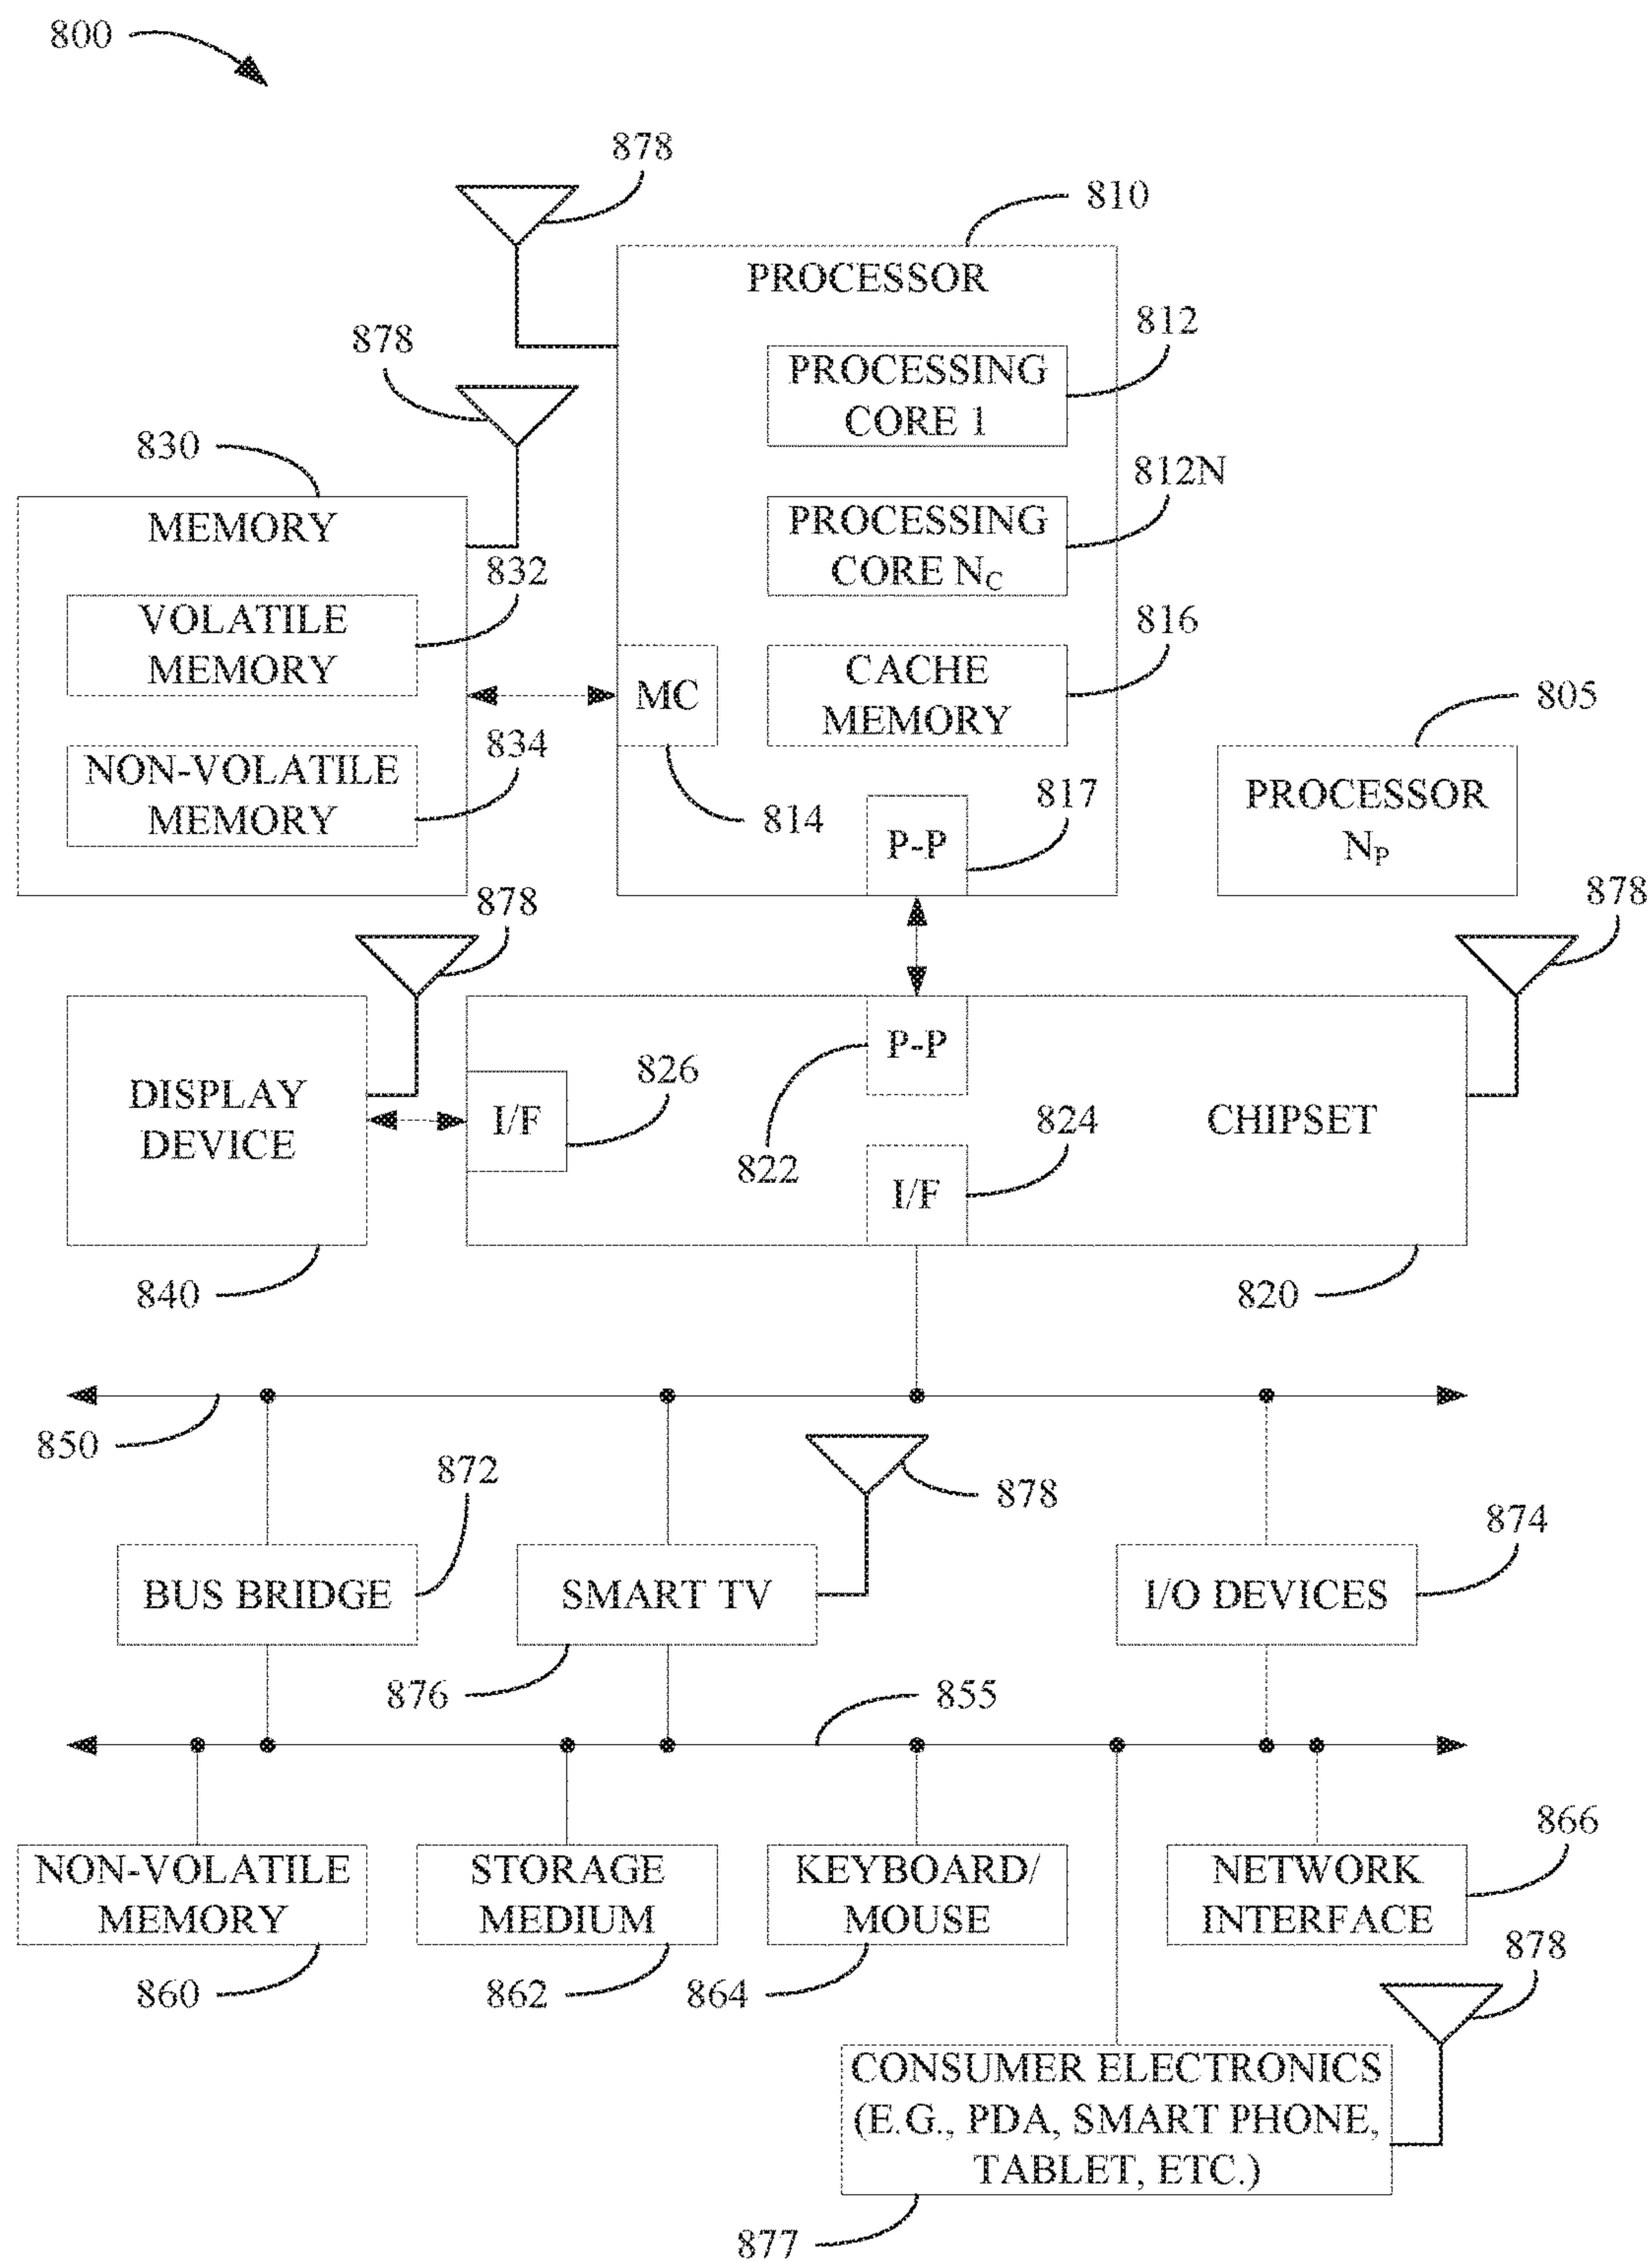 800
878
810
PROCESSOR
812
PROCESSING
CORE 1
878
830
MEMORY
812N
PROCESSING
CORE NC
832
VOLATILE
MEMORY
816
CACHE
MEMORY
MC
805
834
NON-VOLATILE
MEMORY
814
817
P-P
PROCESSOR
NP
878
878
P-P
826
DISPLAY
DEVICE
I/F
822
824
CHIPSET
I/F
840
820
850
872
878
874
BUS BRIDGE
SMART TV
I/O DEVICES
876
855
866
NON-VOLATILE
MEMORY
STORAGE
MEDIUM
KEYBOARD/
MOUSE
NETWORK
INTERFACE
860
862
864
878
CONSUMER ELECTRONICS
(E.G., PDA, SMART PHONE,
TABLET, ETC.)
877